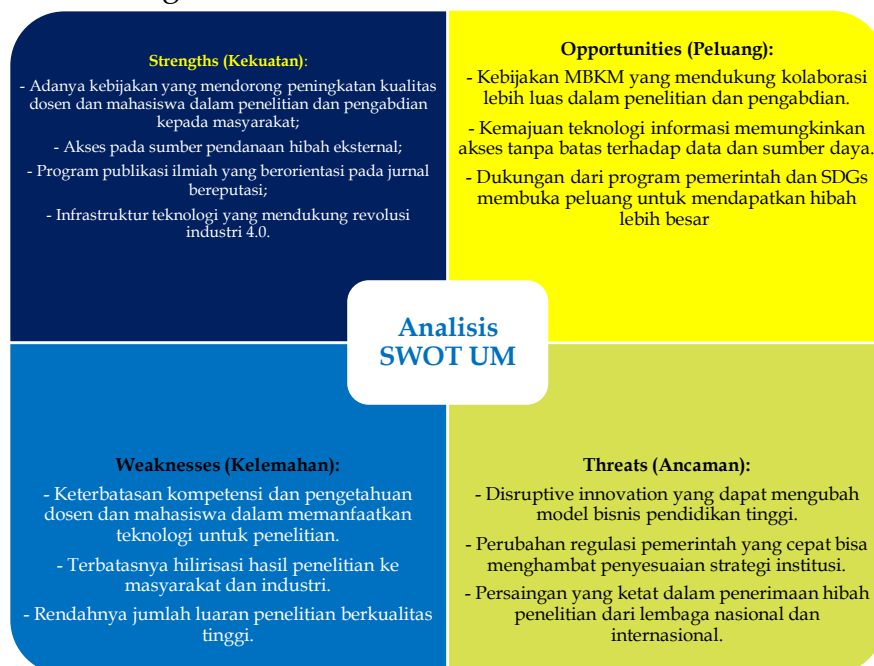 Strengths (Kekuatan):
- Adanya kebijakan yang mendorong peningkatan kualitas
dosen dan mahasiswa dalam penelitian dan pengabdian
kepada masyarakat;
- Akses pada sumber pendanaan hibah eksternal;
- Program publikasi ilmiah yang berorientasi pada jurnal
bereputasi;
- Infrastruktur teknologi yang mendukung revolusi
industri 4.0.
Opportunities (Peluang):
- Kebijakan MBKM yang mendukung kolaborasi
lebih luas dalam penelitian dan pengabdian.
- Kemajuan teknologi informasi memungkinkan
akses tanpa batas terhadap data dan sumber daya.
- Dukungan dari program pemerintah dan SDGs
membuka peluang untuk mendapatkan hibah
lebih besar
Analisis
SWOT UM
Weaknesses (Kelemahan):
- Keterbatasan kompetensi dan pengetahuan
dosen dan mahasiswa dalam memanfaatkan
teknologi untuk penelitian.
- Terbatasnya hilirisasi hasil penelitian ke
masyarakat dan industri.
- Rendahnya jumlah luaran penelitian berkualitas
tinggi.
Threats (Ancaman):
- Disruptive innovation yang dapat mengubah
model bisnis pendidikan tinggi.
- Perubahan regulasi pemerintah yang cepat bisa
menghambat penyesuaian strategi institusi.
- Persaingan yang ketat dalam penerimaan hibah
penelitian dari lembaga nasional dan
internasional.